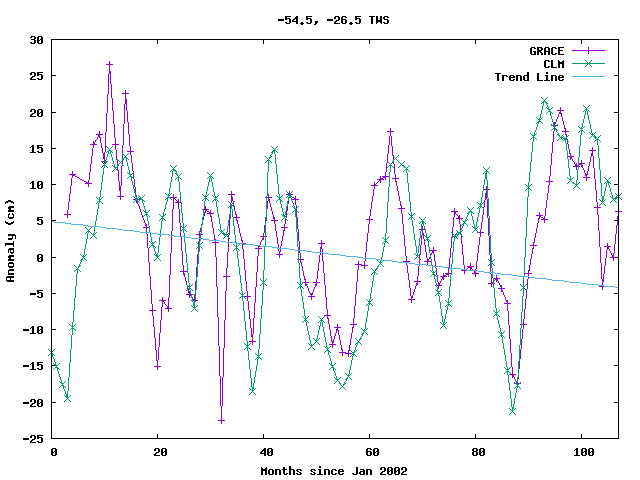 -54.5, -26.5 TWS
GRACE
CLM
Trend Line
30
25
20
15
10
5
0
-5
-10
-15
-20
-25
Anomaly (cm)
0 20 40 60 80 100
Months since Jan 2002